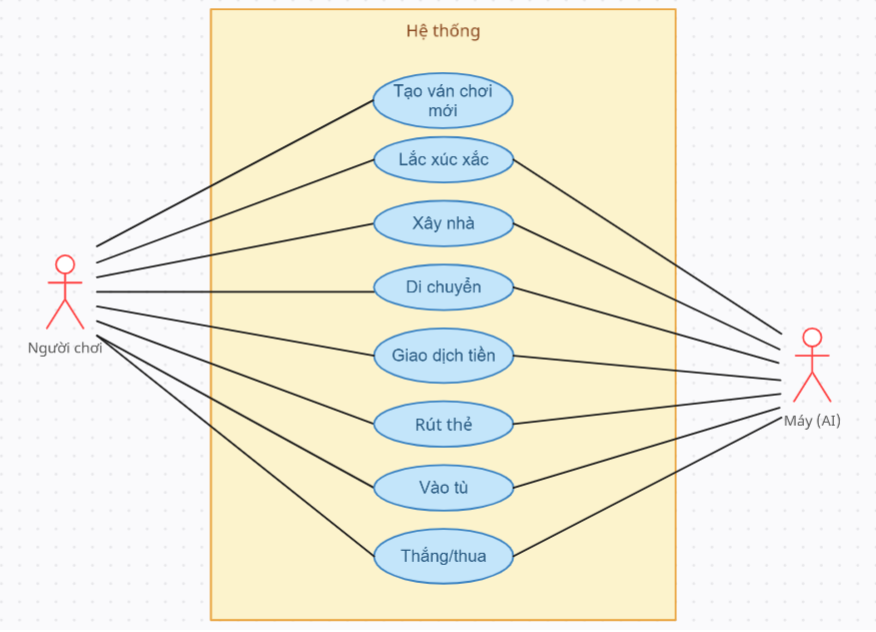 Hệ thống
Tạo ván chơi
mới
Lắc xúc xắc
Xây nhà
Di chuyển
Giao dịch tiền
Rút thẻ
Vào tù
Thắng/thua
Người chơi
Máy (AI)